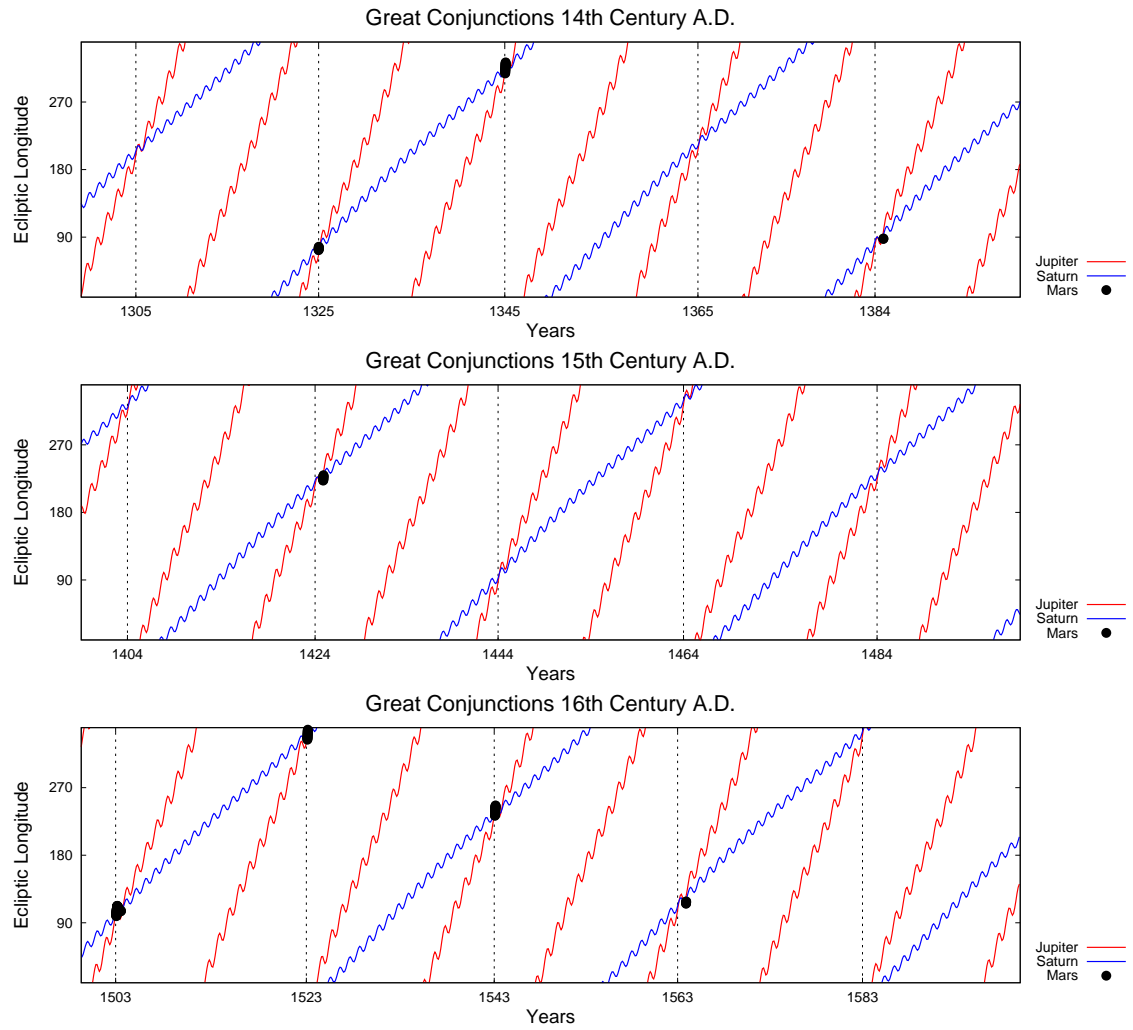 Great Conjunctions 14th Century A.D.
Ecliptic Longitude
270
180
90
1305 1325 1345 1365 1384
Years
Jupiter
Saturn
Mars
Great Conjunctions 15th Century A.D.
Ecliptic Longitude
270
180
90
1404 1424 1444 1464 1484
Years
Jupiter
Saturn
Mars
Great Conjunctions 16th Century A.D.
Ecliptic Longitude
270
180
90
1503 1523 1543 1563 1583
Years
Jupiter
Saturn
Mars